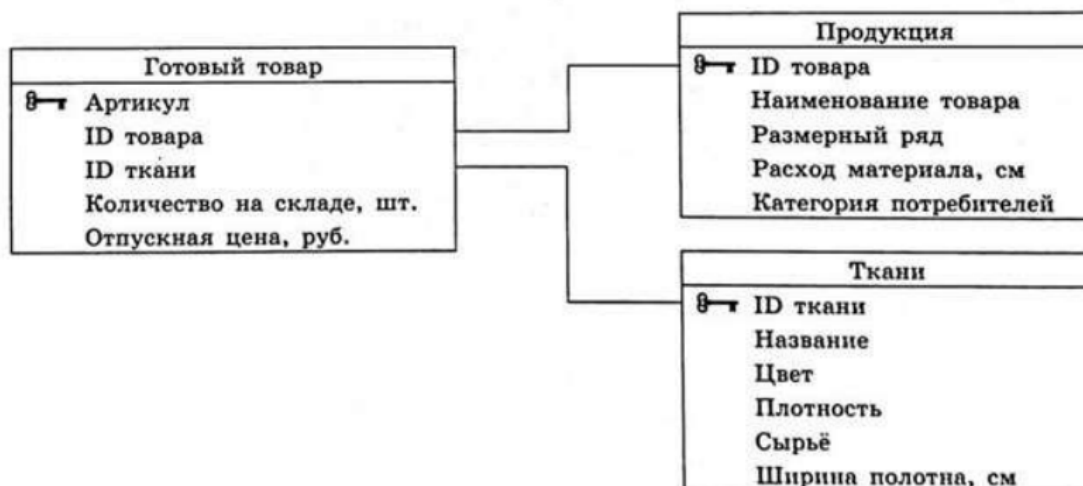 Готовый товар
Артикул
ID товара
ID ткани
Количество на складе, шт.
Отпускная цена, руб.
Продукция
ID товара
Наименование товара
Размерный ряд
Расход материала, см
Категория потребителей
Ткани
ID ткани
Название
Цвет
Плотность
Сырьё
Ширина полотна, см